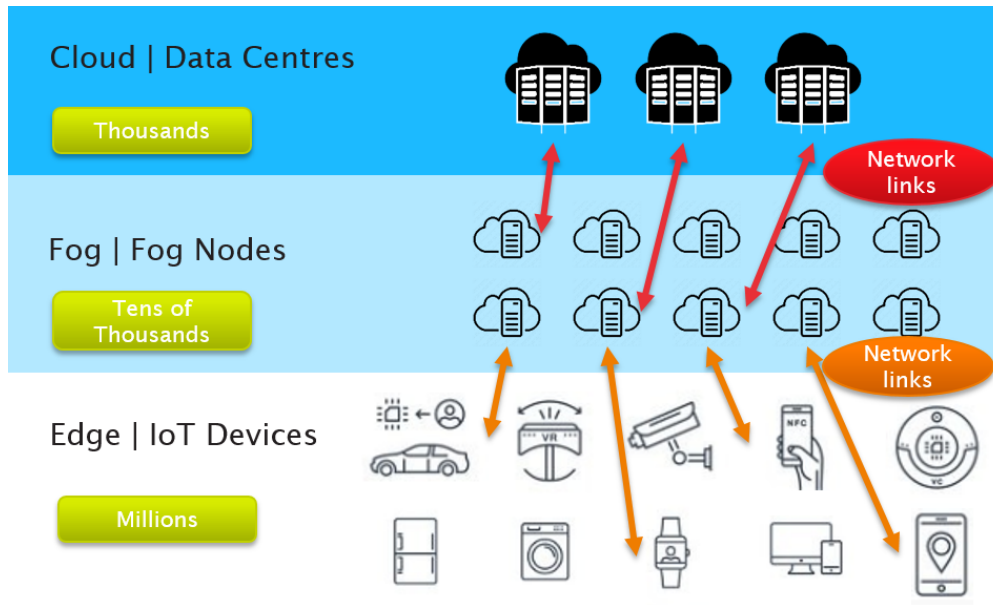 Cloud | Data Centres
Thousands
Network
links
Fog | Fog Nodes
Tens of
Thousands
Network
links
Edge | IoT Devices
VR
NFC
VC
Millions